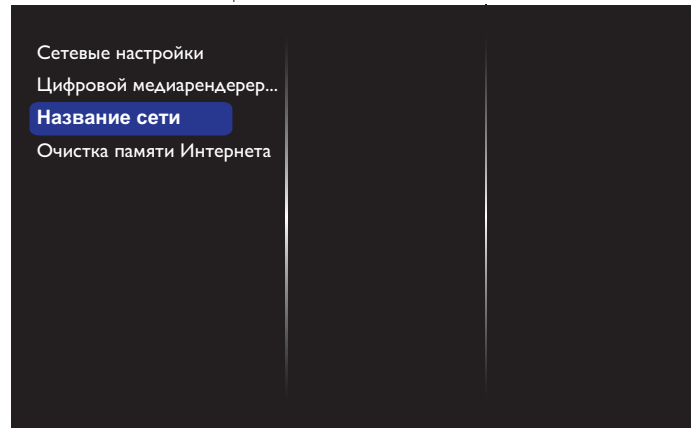 Сетевые настройки
Цифровой медиарендерер...
Название сети
Очистка памяти Интернета